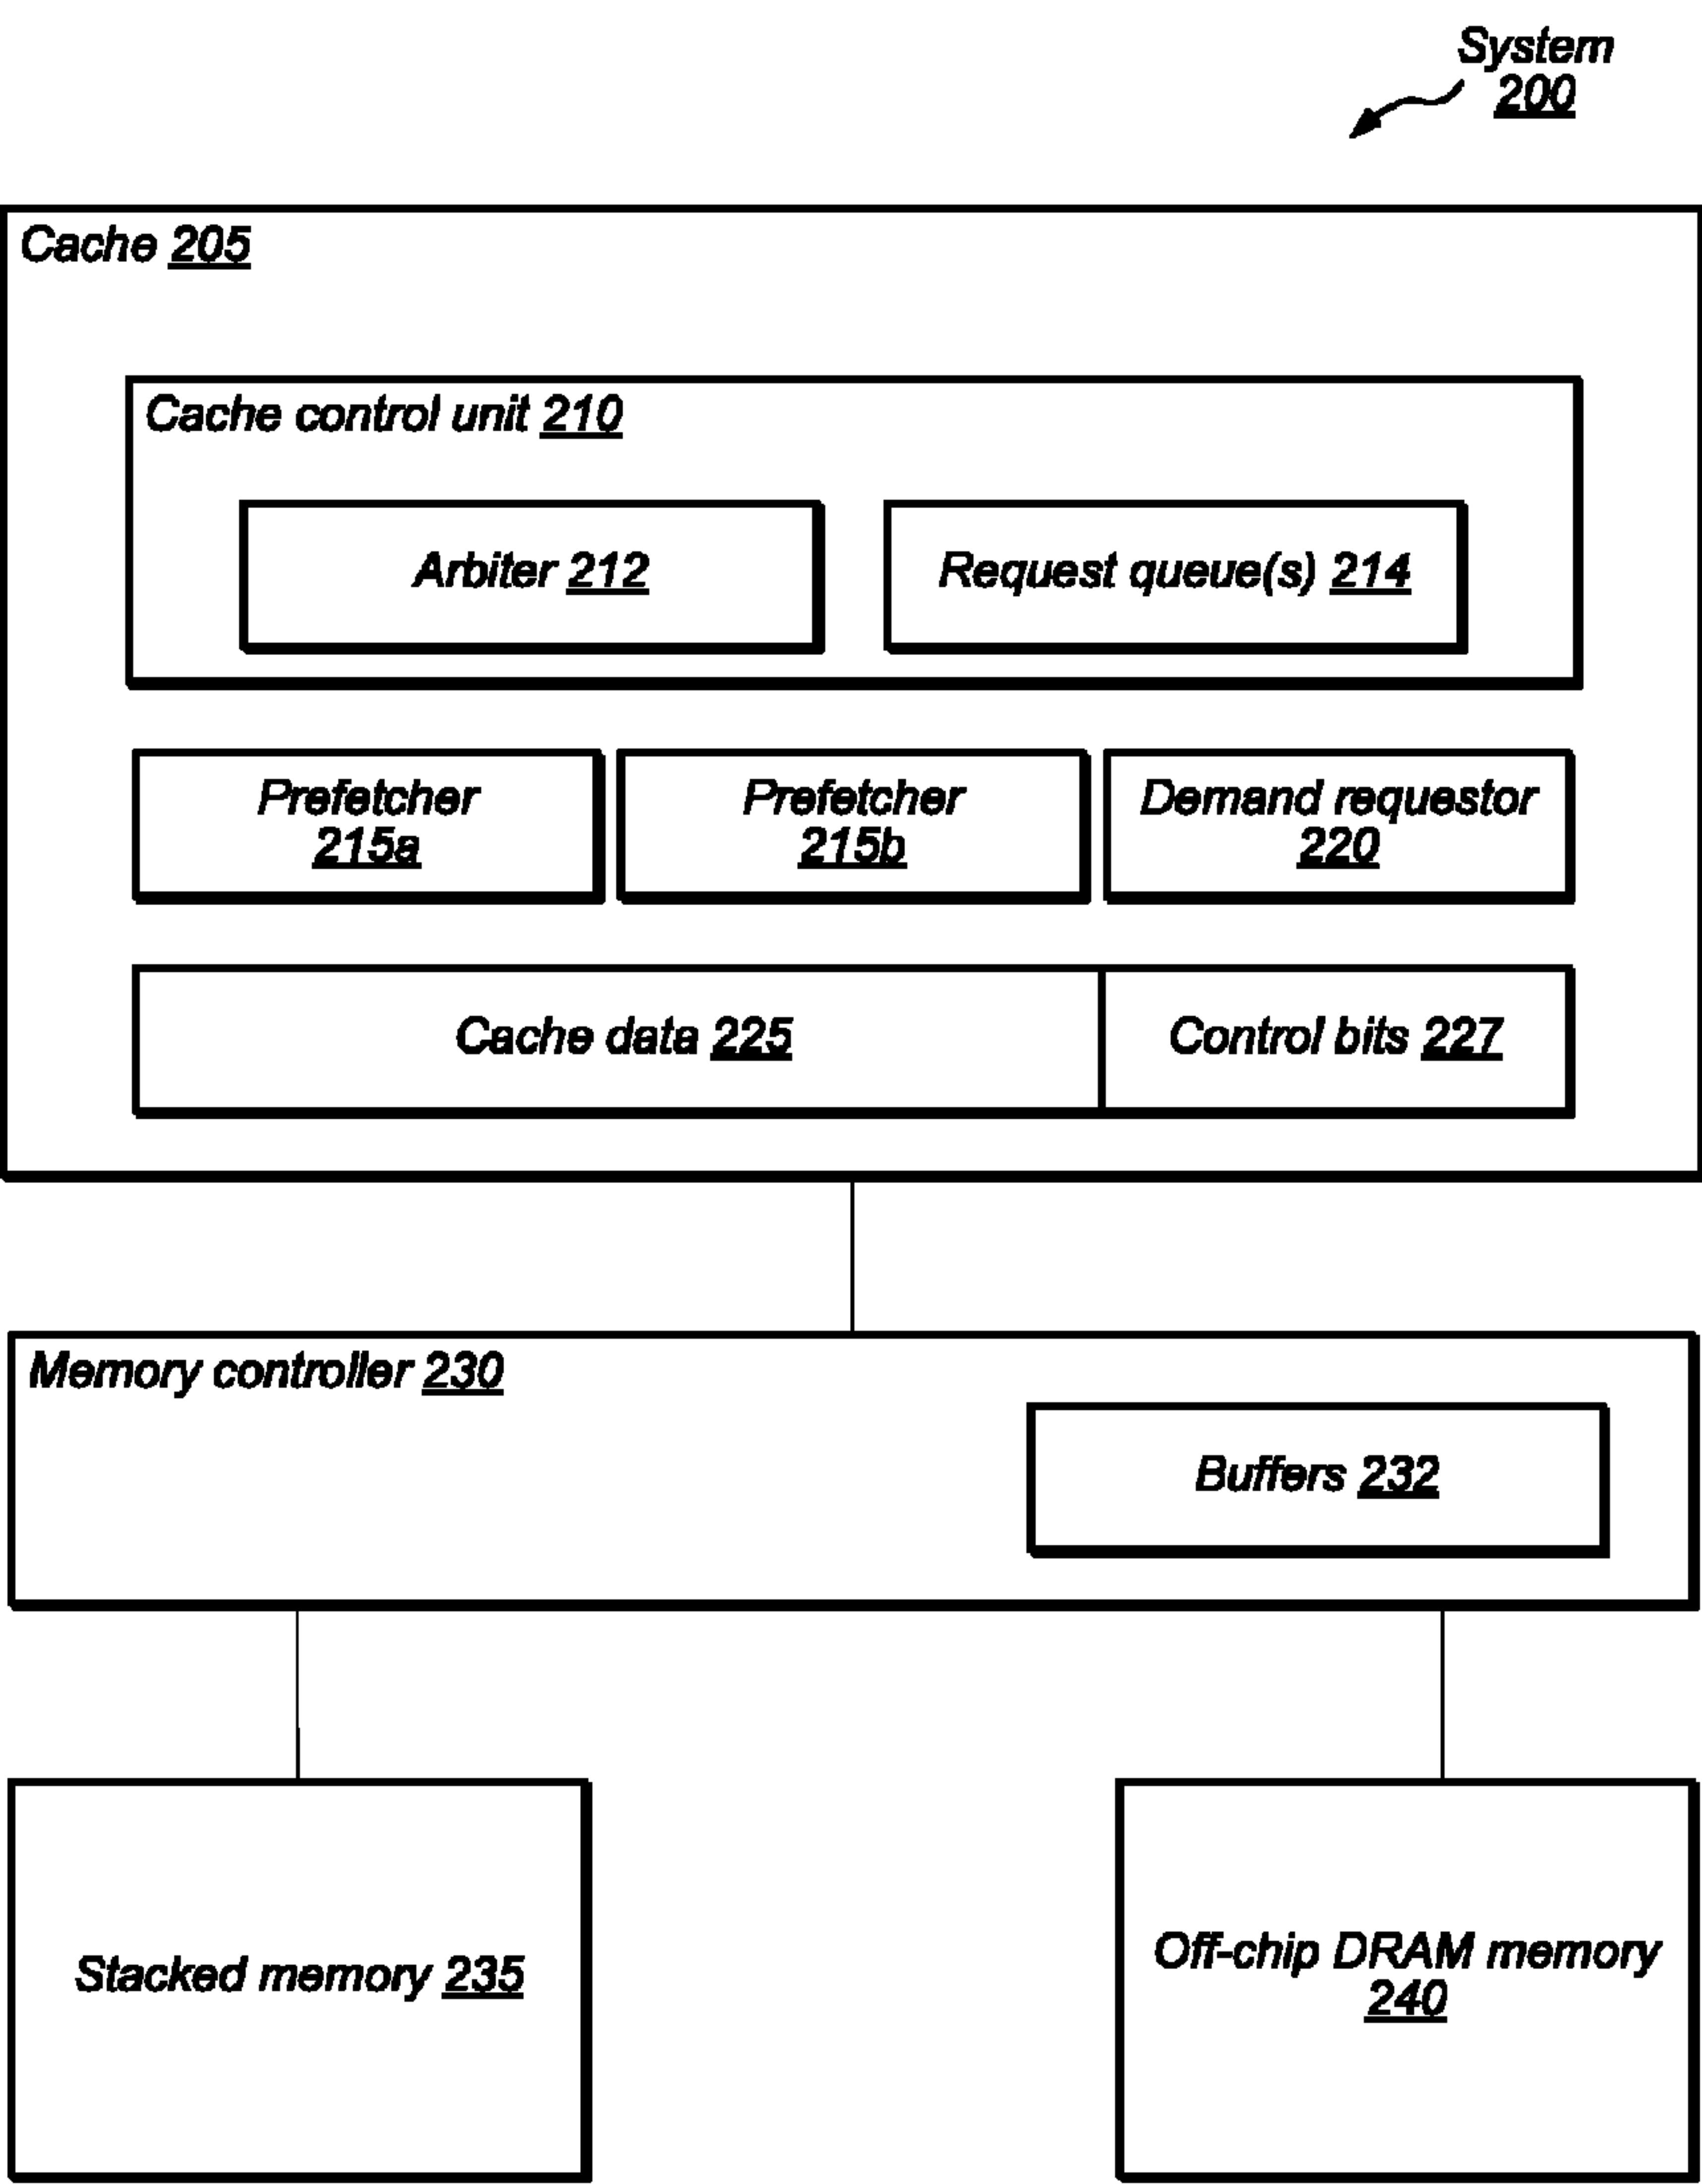 System
200
Cache 205
Cache control unit 210
Arbiter 212
Request queue(s) 214
Prefetcher
215a
Prefetcher
215b
Demand requestor
220
Cache data 225
Control bits 227
Memory controller 230
Buffers 232
Stacked memory 235
Off-chip DRAM memory
240